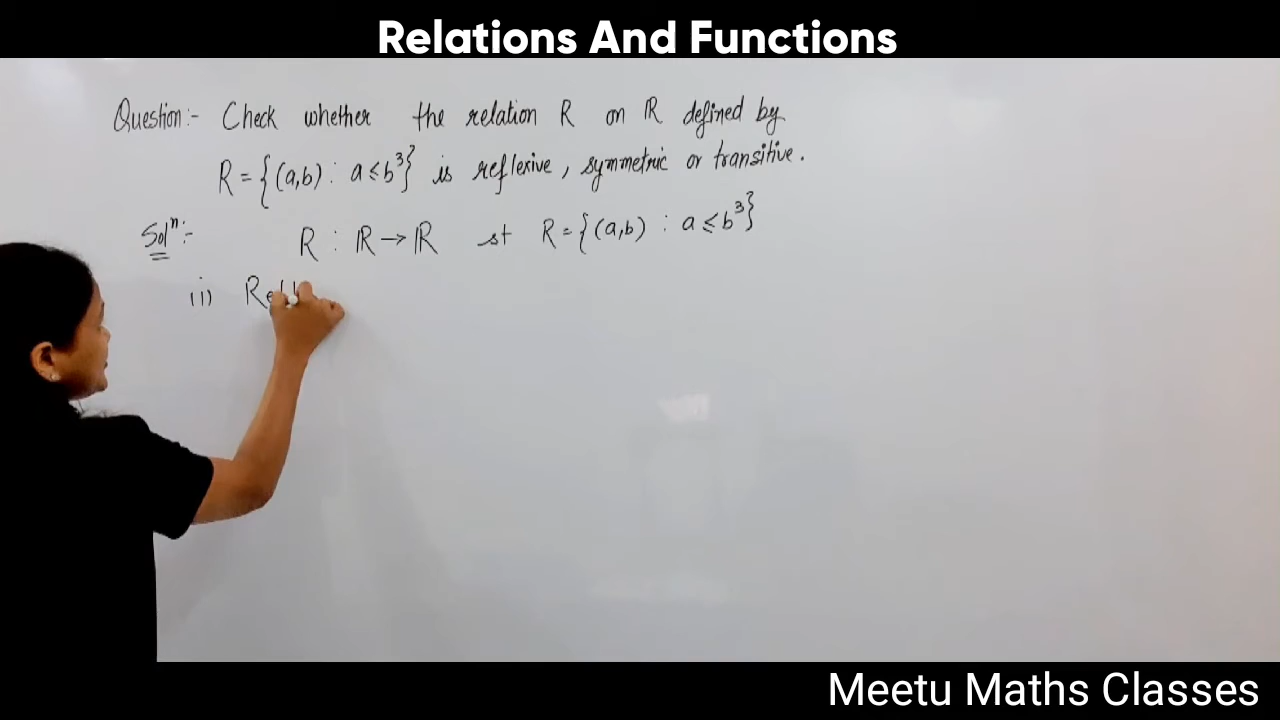 Relations And Functions
Question:- Check whether the relation R on ℝ defined by
R = {(a,b) : a ≤ b³} is reflexive, symmetric or transitive.
Solⁿ:- R : ℝ → ℝ st R = {(a,b) : a ≤ b³}
(i)
Meetu Maths Classes